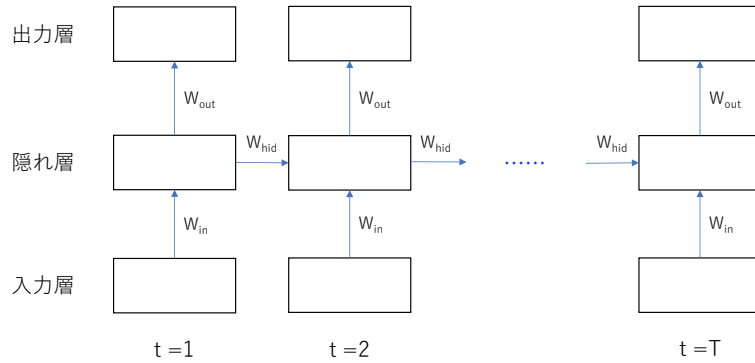 出力層
W_out
W_out
W_out
隠れ層
W_hid
W_hid
……
W_hid
W_in
W_in
W_in
入力層
t =1
t =2
t =T